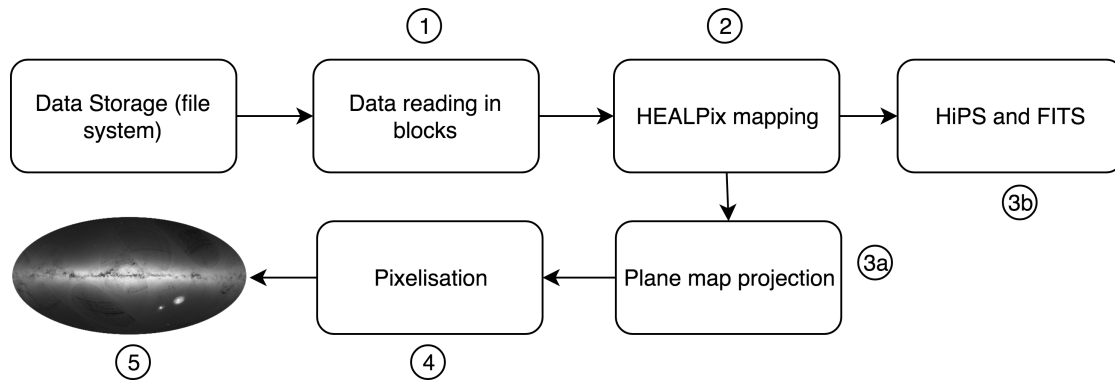 1
2
Data Storage (file
system)
Data reading in
blocks
HEALPix mapping
HiPS and FITS
3b
Pixelisation
Plane map projection
3a
5
4